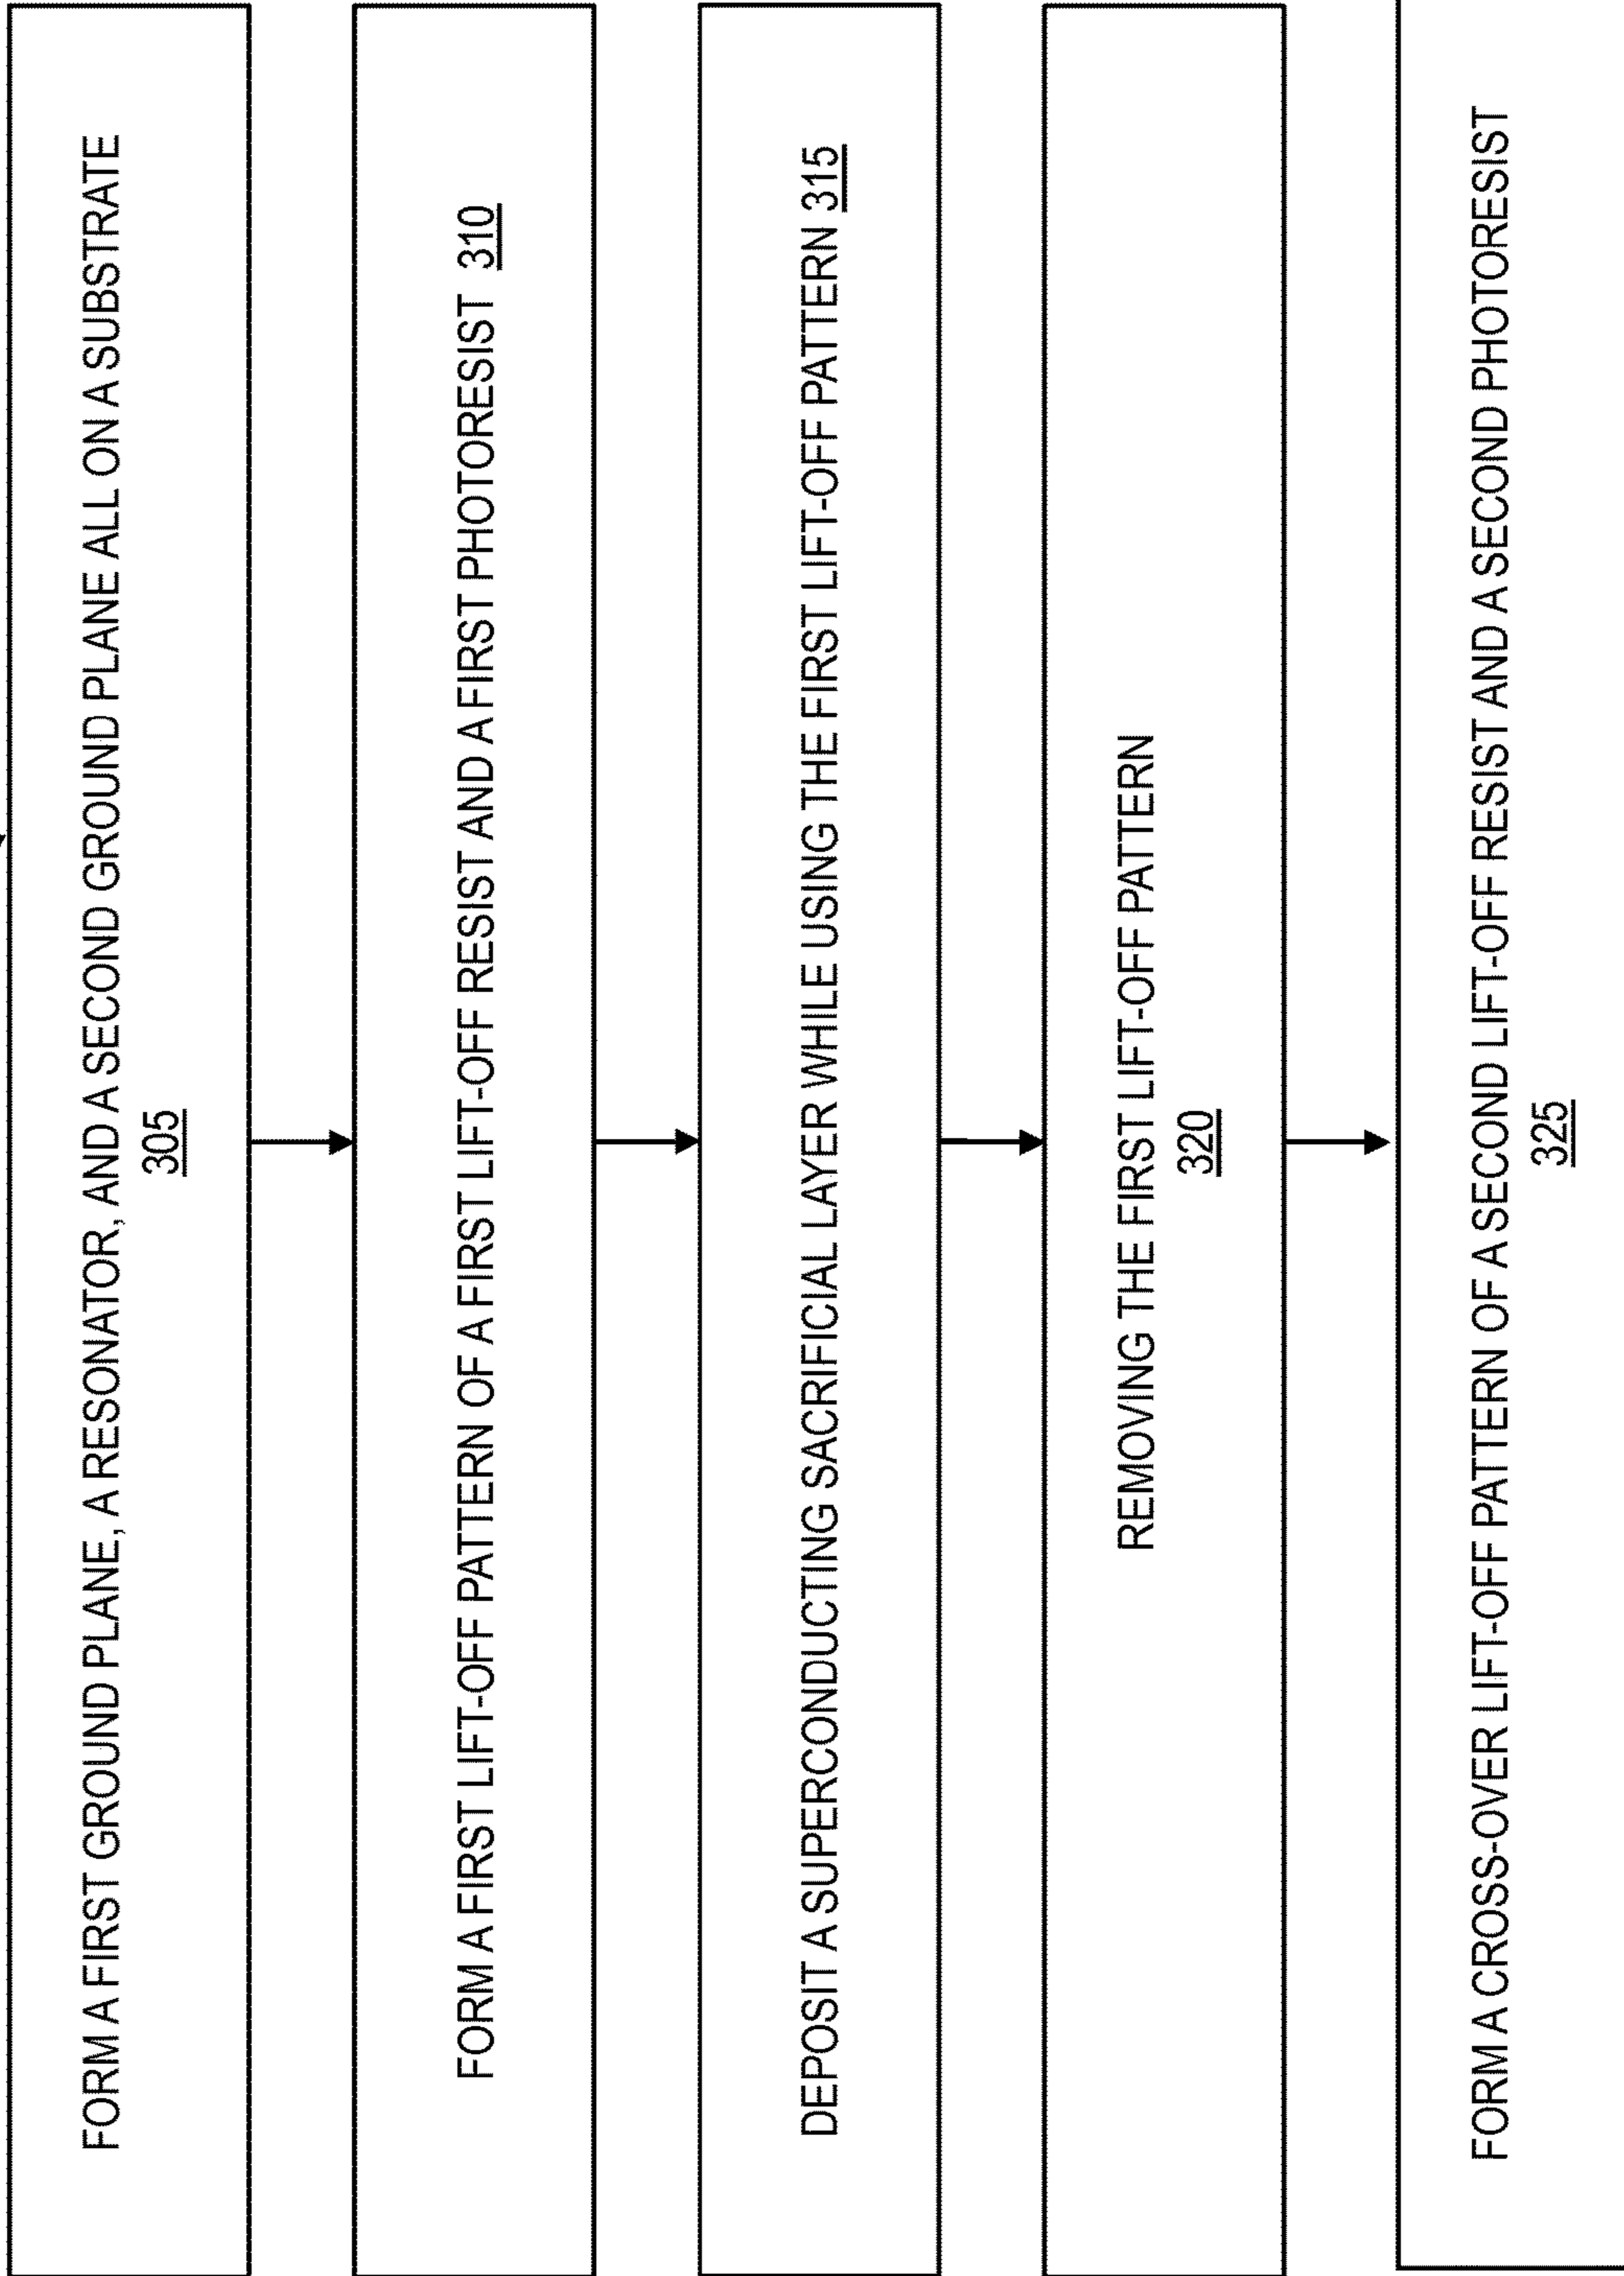 FORM A FIRST GROUND PLANE, A RESONATOR, AND A SECOND GROUND PLANE ALL ON A SUBSTRATE
305
FORM A FIRST LIFT-OFF PATTERN OF A FIRST LIFT-OFF RESIST AND A FIRST PHOTORESIST 310
DEPOSIT A SUPERCONDUCTING SACRIFICIAL LAYER WHILE USING THE FIRST LIFT-OFF PATTERN 315
REMOVING THE FIRST LIFT-OFF PATTERN
320
FORM A CROSS-OVER LIFT-OFF PATTERN OF A SECOND LIFT-OFF RESIST AND A SECOND PHOTORESIST
325